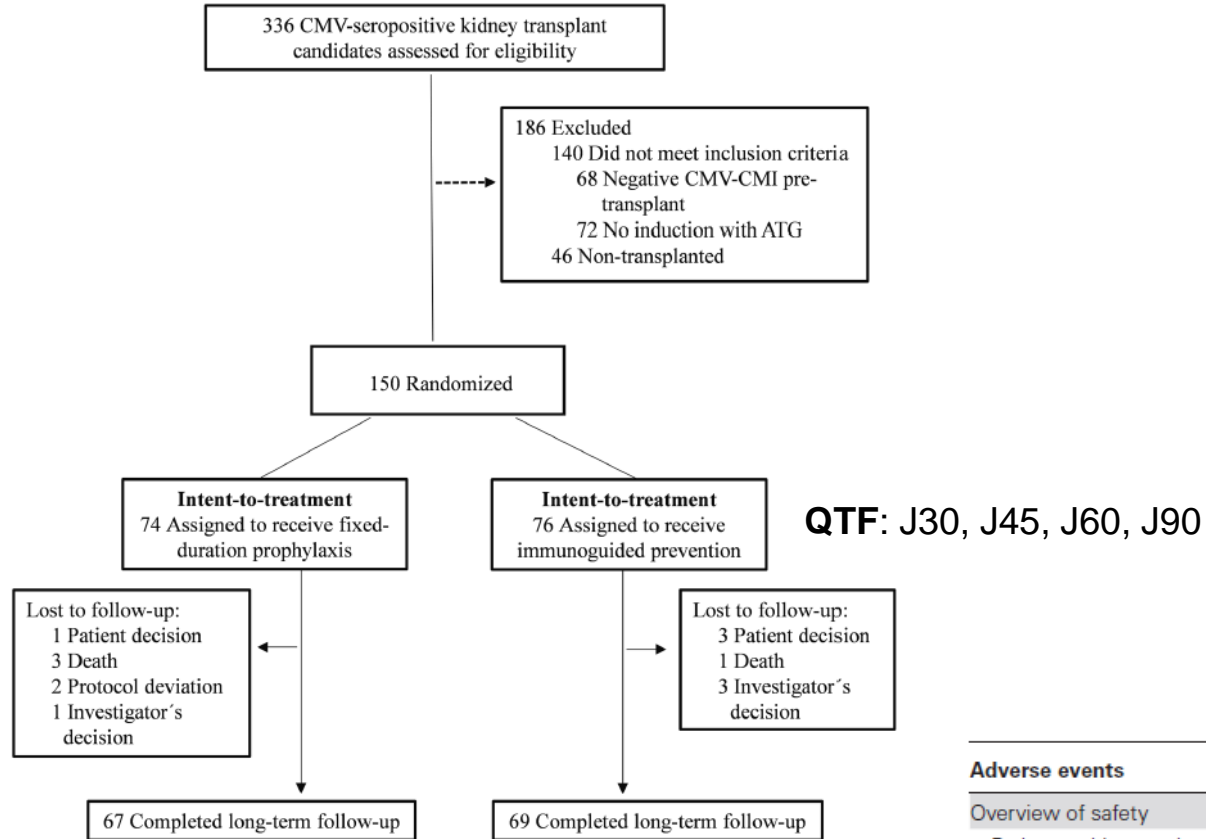 336 CMV-seropositive kidney transplant
candidates assessed for eligibility
186 Excluded
140 Did not meet inclusion criteria
68 Negative CMV-CMI pre-
transplant
72 No induction with ATG
46 Non-transplanted
150 Randomized
Intent-to-treatment
74 Assigned to receive fixed-
duration prophylaxis
Intent-to-treatment
76 Assigned to receive
immunoguided prevention
QTF: J30, J45, J60, J90
Lost to follow-up:
1 Patient decision
3 Death
2 Protocol deviation
1 Investigator´s
decision
Lost to follow-up:
3 Patient decision
1 Death
3 Investigator´s
decision
67 Completed long-term follow-up
69 Completed long-term follow-up
Adverse events
Overview of safety